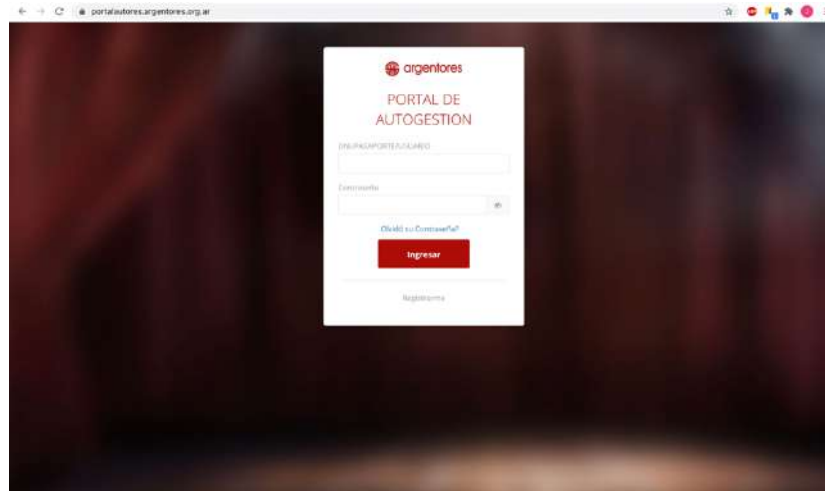 portalautores.argentores.org.ar
argentores
PORTAL DE
AUTOGESTION
DNI/PASAPORTE/USUARIO
Contraseña
Olvidó su Contraseña?
Ingresar
Registrarme